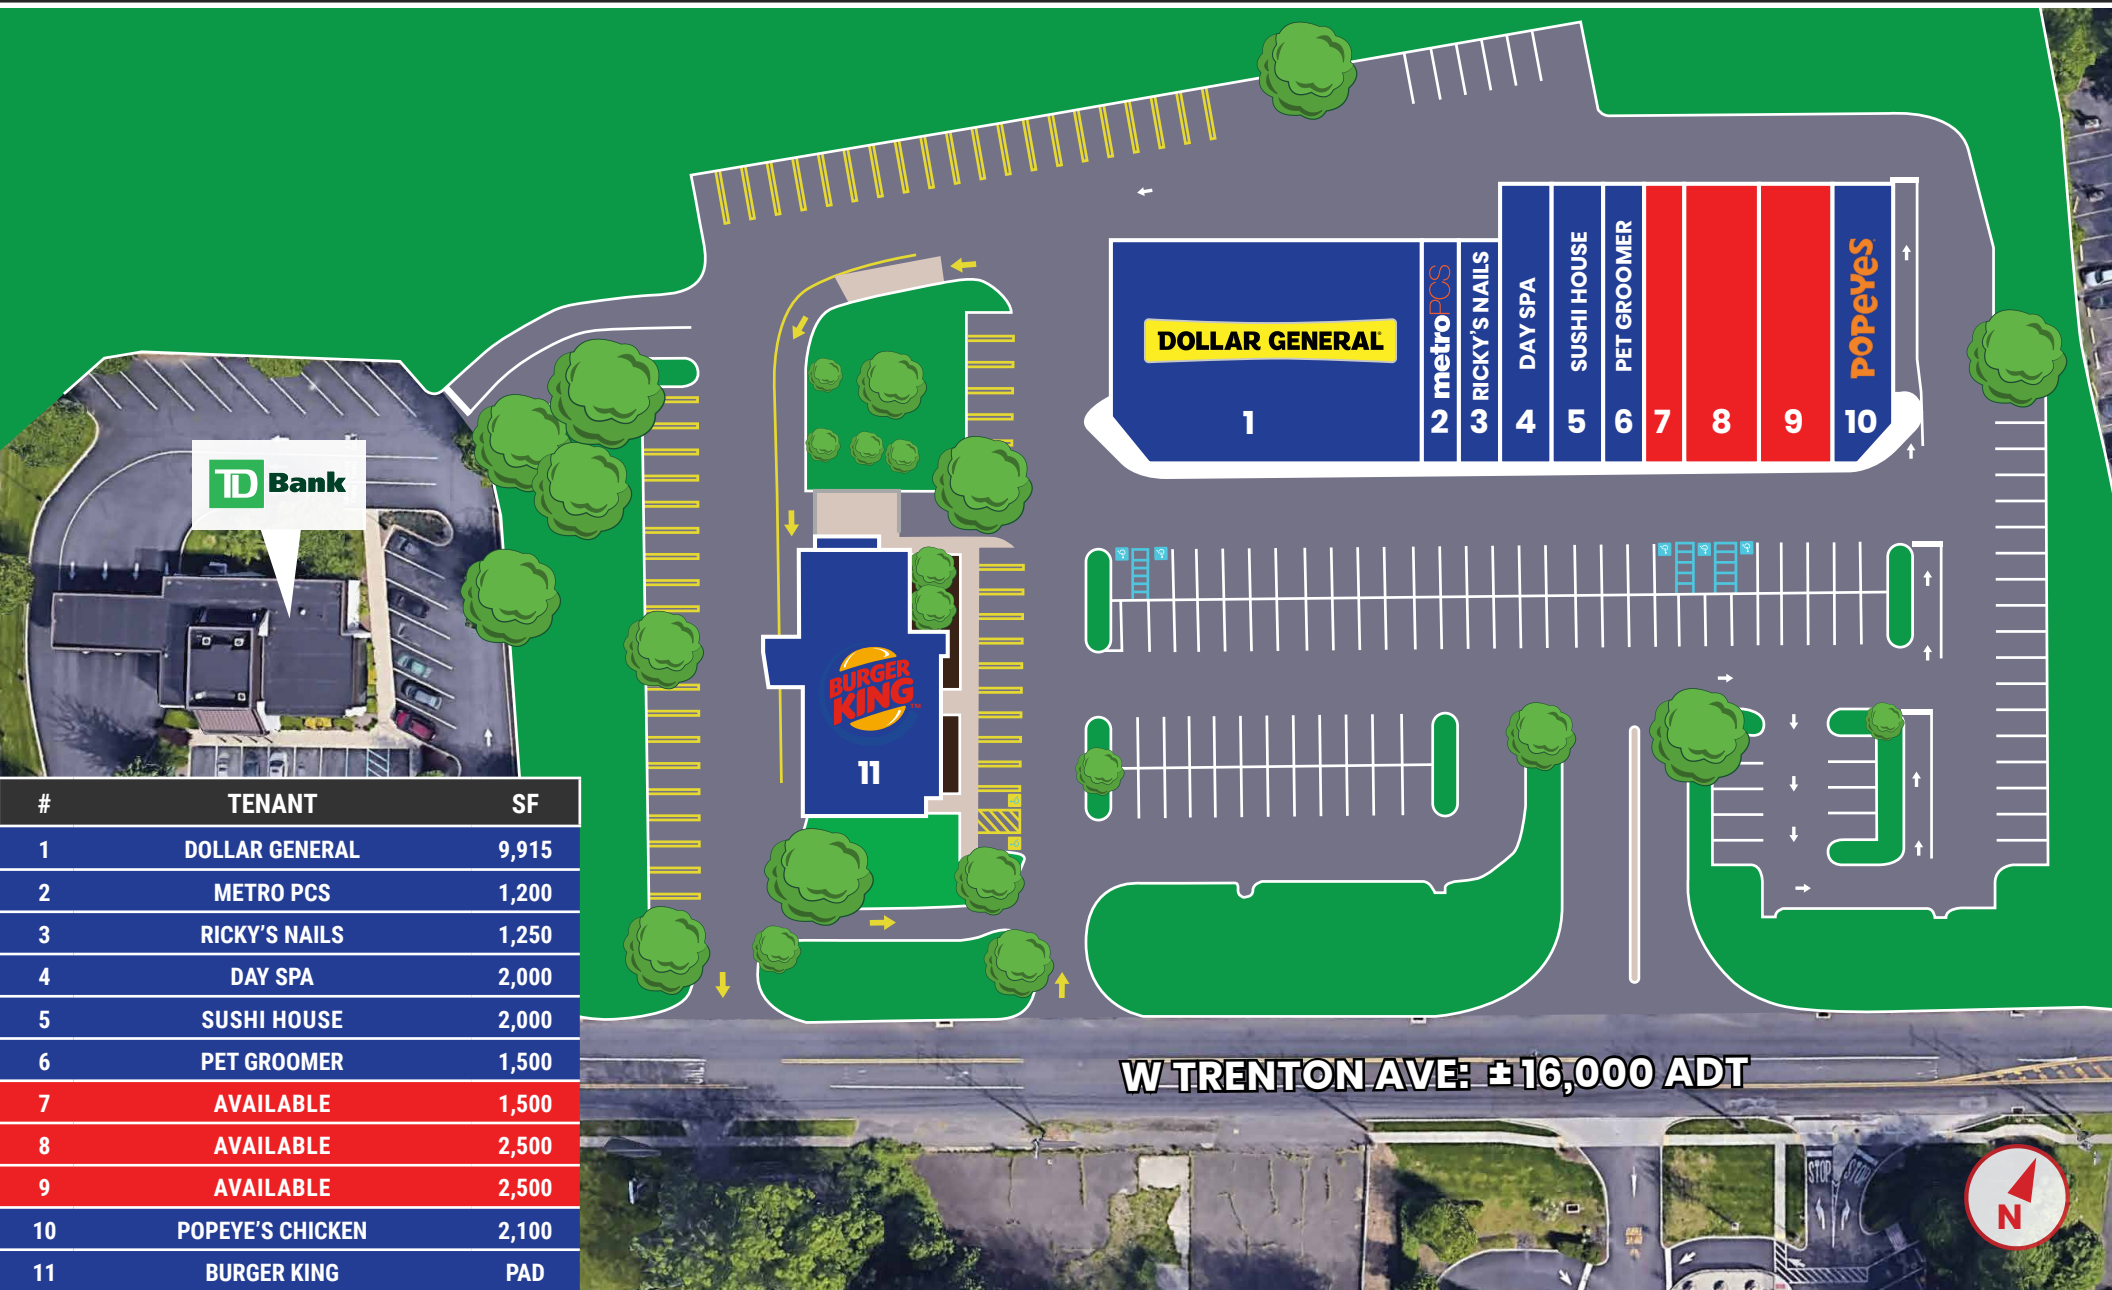 TD Bank
DOLLAR GENERAL
metroPCS
RICKY'S NAILS
DAY SPA
SUSHI HOUSE
PET GROOMER
POPEYES
1
2
3
4
5
6
7
8
9
10
BURGER KING™
11
# TENANT SF
1 DOLLAR GENERAL 9,915
2 METRO PCS 1,200
3 RICKY'S NAILS 1,250
4 DAY SPA 2,000
5 SUSHI HOUSE 2,000
6 PET GROOMER 1,500
7 AVAILABLE 1,500
8 AVAILABLE 2,500
9 AVAILABLE 2,500
10 POPEYE'S CHICKEN 2,100
11 BURGER KING PAD
W TRENTON AVE: ±16,000 ADT
STOP
STOP
N